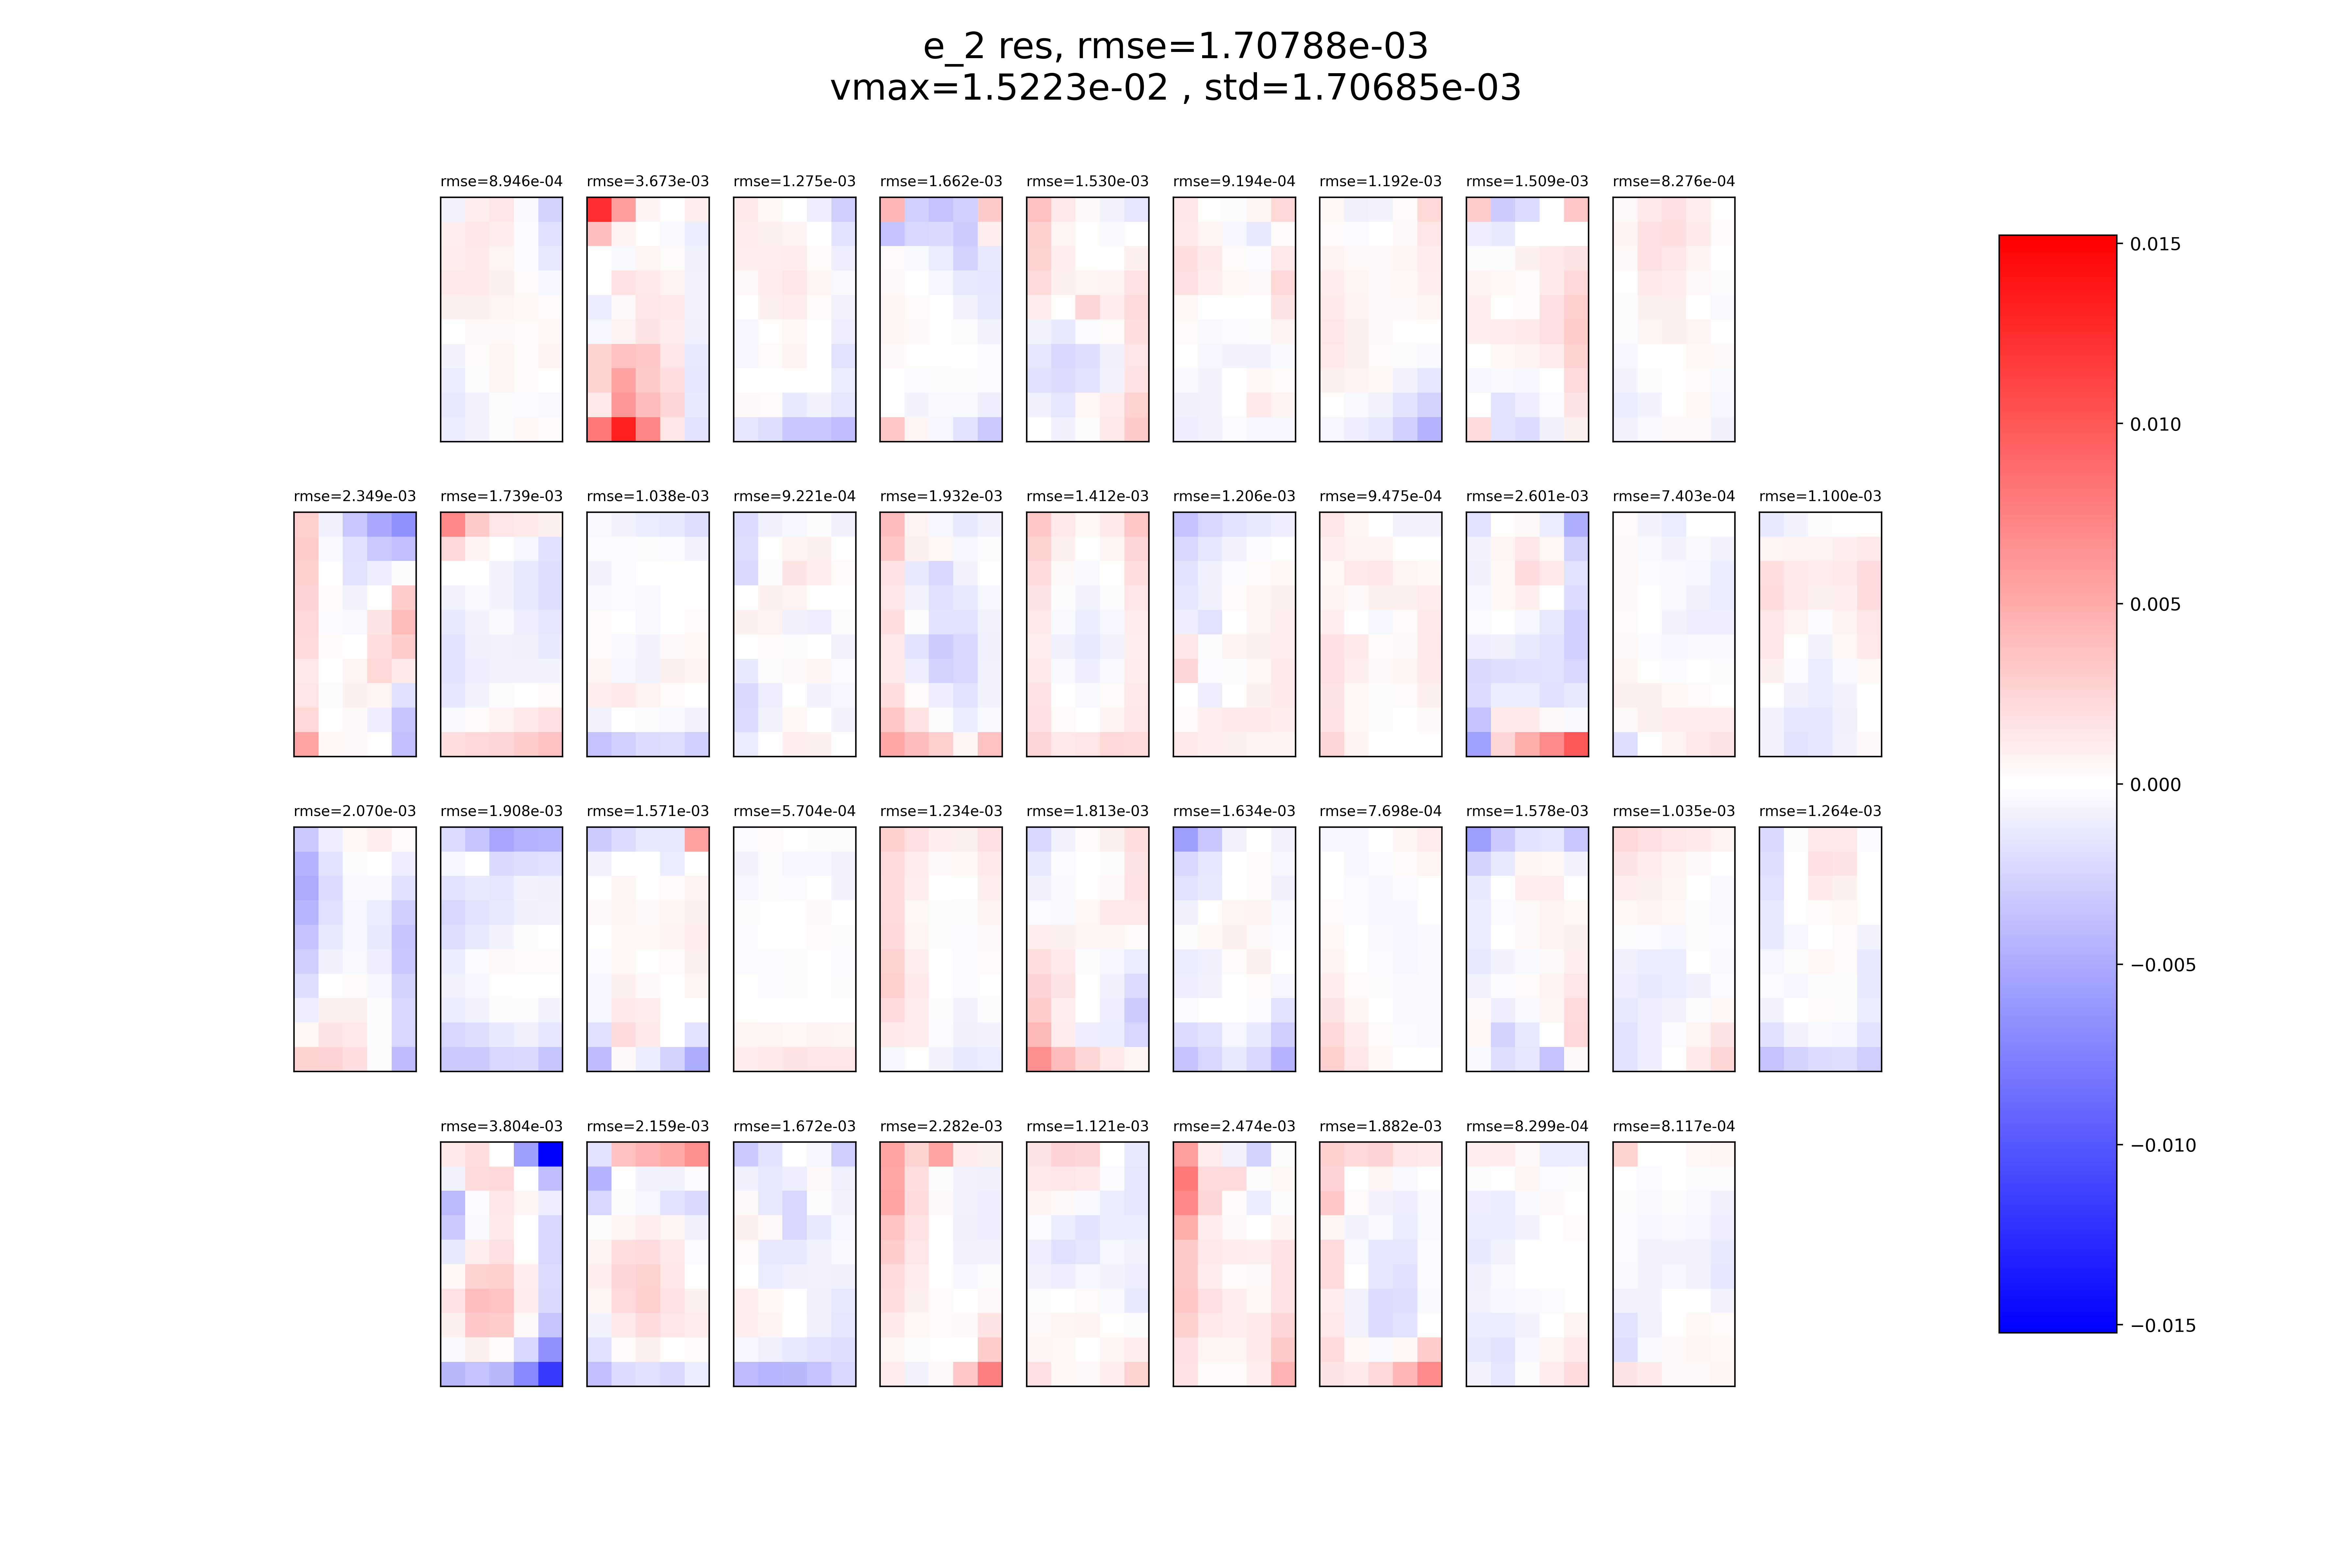 e_2 res, rmse=1.70788e-03
vmax=1.5223e-02 , std=1.70685e-03
rmse=8.946e-04 rmse=3.673e-03 rmse=1.275e-03 rmse=1.662e-03 rmse=1.530e-03 rmse=9.194e-04 rmse=1.192e-03 rmse=1.509e-03 rmse=8.276e-04
rmse=2.349e-03 rmse=1.739e-03 rmse=1.038e-03 rmse=9.221e-04 rmse=1.932e-03 rmse=1.412e-03 rmse=1.206e-03 rmse=9.475e-04 rmse=2.601e-03 rmse=7.403e-04 rmse=1.100e-03
rmse=2.070e-03 rmse=1.908e-03 rmse=1.571e-03 rmse=5.704e-04 rmse=1.234e-03 rmse=1.813e-03 rmse=1.634e-03 rmse=7.698e-04 rmse=1.578e-03 rmse=1.035e-03 rmse=1.264e-03
rmse=3.804e-03 rmse=2.159e-03 rmse=1.672e-03 rmse=2.282e-03 rmse=1.121e-03 rmse=2.474e-03 rmse=1.882e-03 rmse=8.299e-04 rmse=8.117e-04
0.015
0.010
0.005
0.000
−0.005
−0.010
−0.015